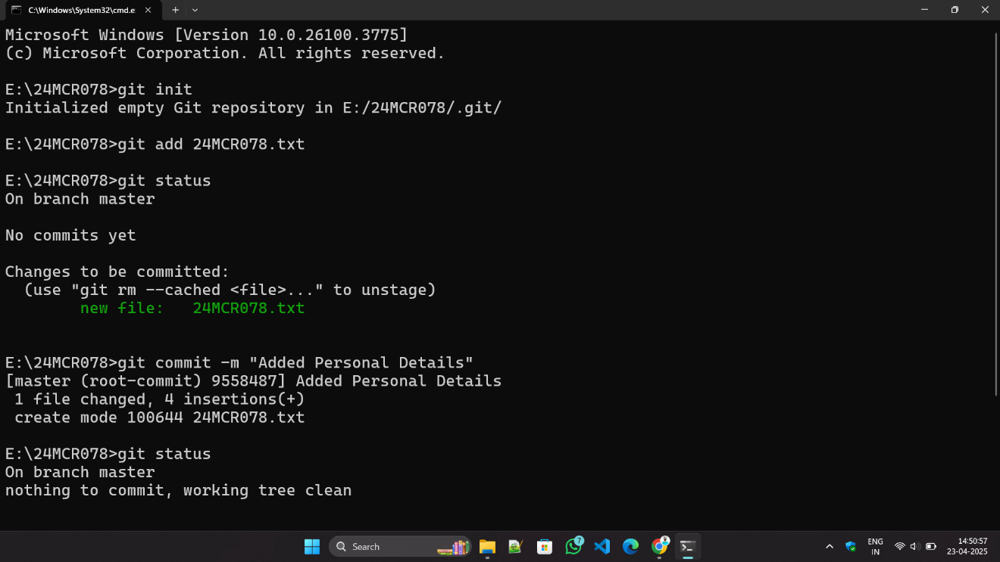 C:\Windows\System32\cmd.e
Microsoft Windows [Version 10.0.26100.3775]
(c) Microsoft Corporation. All rights reserved.
E:\24MCR078>git init
Initialized empty Git repository in E:/24MCR078/.git/
E:\24MCR078>git add 24MCR078.txt
E:\24MCR078>git status
On branch master
No commits yet
Changes to be committed:
  (use "git rm --cached <file>..." to unstage)
        new file:   24MCR078.txt
E:\24MCR078>git commit -m "Added Personal Details"
[master (root-commit) 9558487] Added Personal Details
 1 file changed, 4 insertions(+)
 create mode 100644 24MCR078.txt
E:\24MCR078>git status
On branch master
nothing to commit, working tree clean
Search
7
ENG
IN
14:50:57
23-04-2025